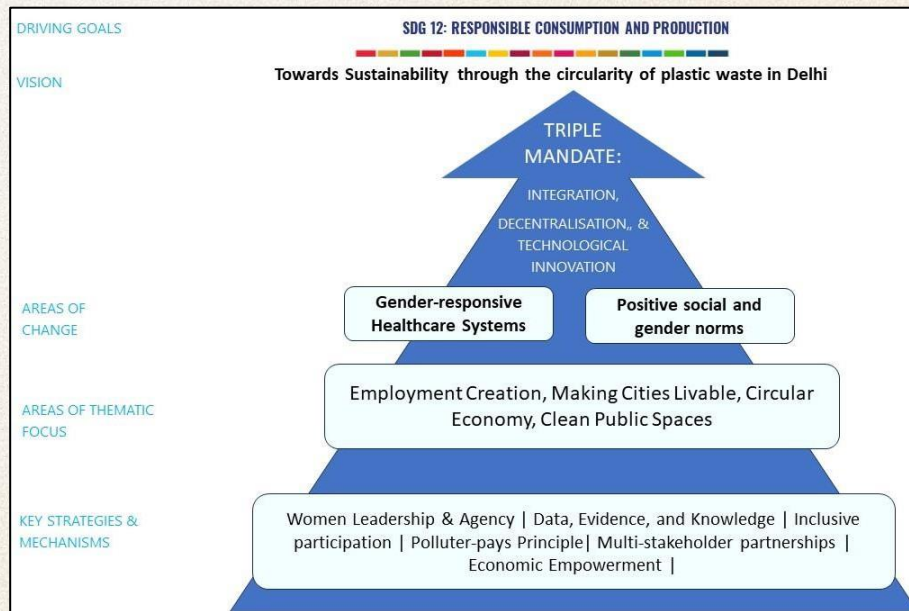 DRIVING GOALS
SDG 12: RESPONSIBLE CONSUMPTION AND PRODUCTION
VISION
Towards Sustainability through the circularity of plastic waste in Delhi
TRIPLE
MANDATE:
INTEGRATION,
DECENTRALISATION,, &
TECHNOLOGICAL
INNOVATION
AREAS OF
CHANGE
Gender-responsive
Healthcare Systems
Positive social and
gender norms
AREAS OF THEMATIC
FOCUS
Employment Creation, Making Cities Livable, Circular
Economy, Clean Public Spaces
KEY STRATEGIES &
MECHANISMS
Women Leadership & Agency | Data, Evidence, and Knowledge | Inclusive
participation | Polluter-pays Principle| Multi-stakeholder partnerships |
Economic Empowerment |